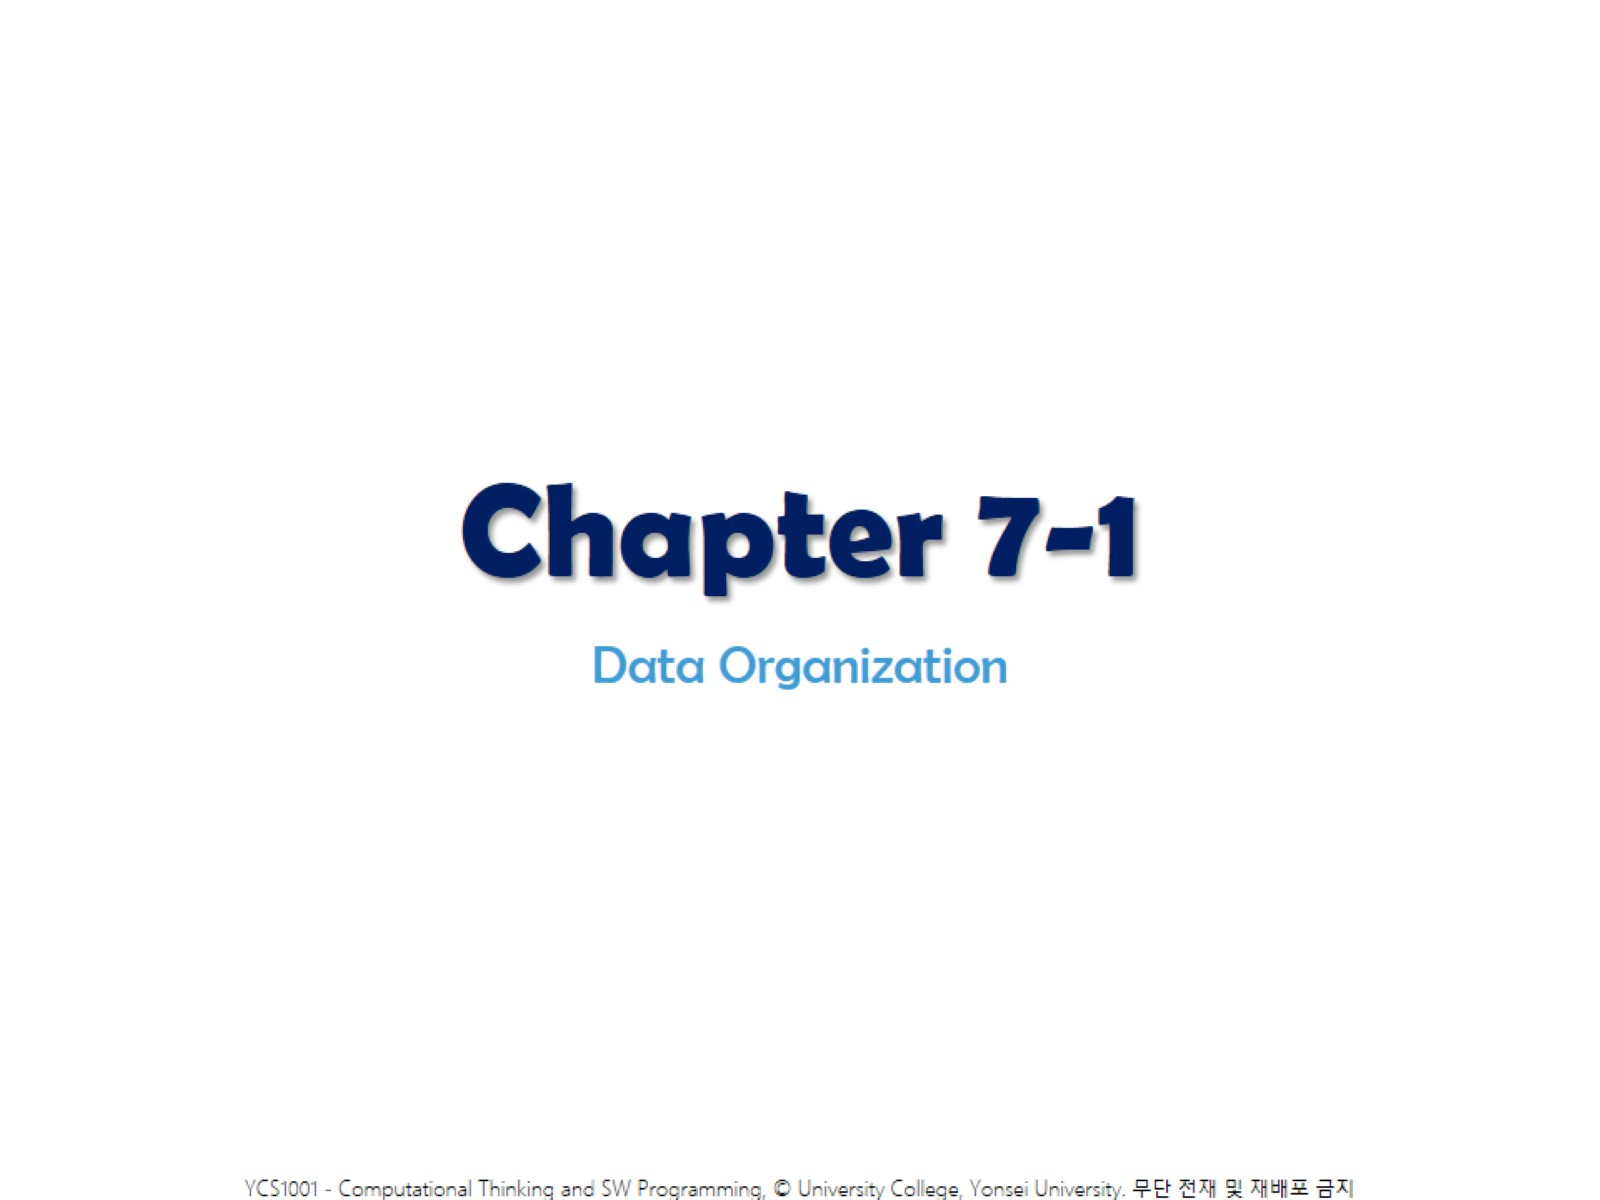 Chapter 7-1
Data Organization
YCS1001 - Computational Thinking and SW Programming, © University College, Yonsei University. 무단 전재 및 재배포 금지